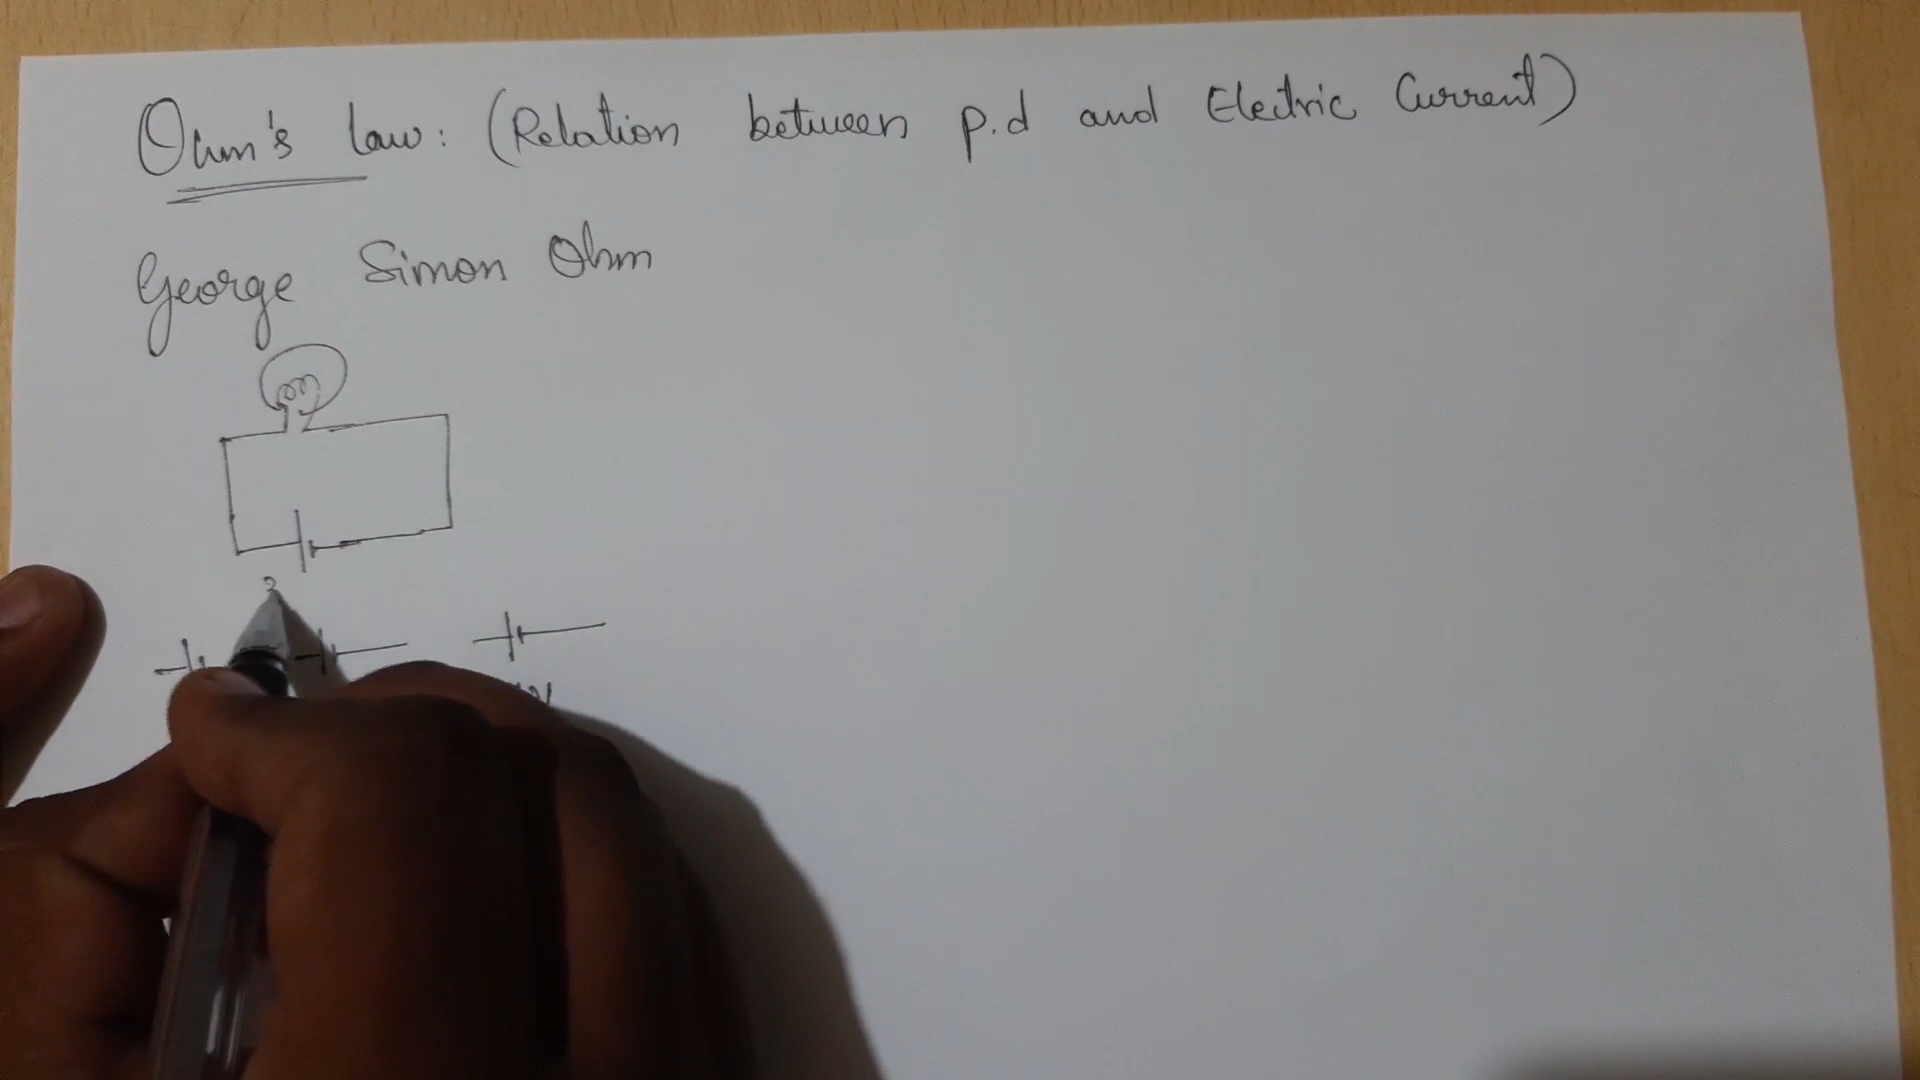 Ohm's law: (Relation between p.d and Electric Current)
George Simon Ohm